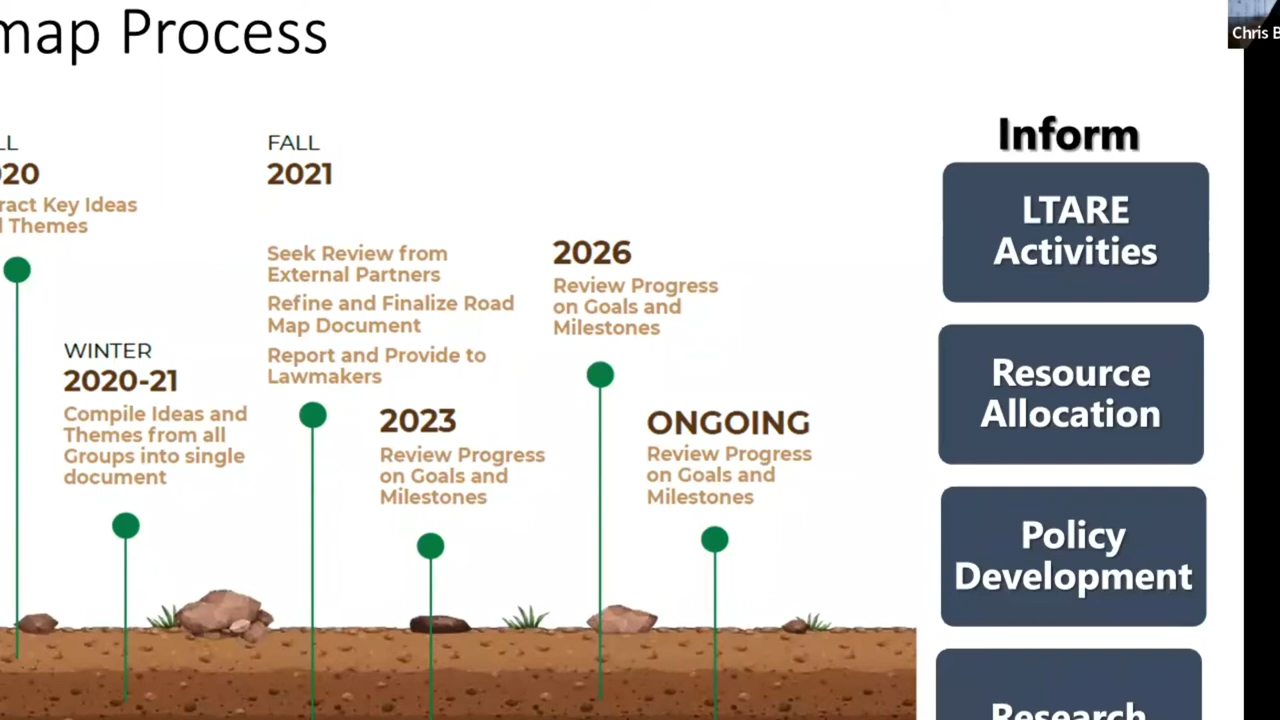 map Process
Chris B
LL
020
ract Key Ideas
d Themes
WINTER
2020-21
Compile Ideas and
Themes from all
Groups into single
document
FALL
2021
Seek Review from
External Partners
Refine and Finalize Road
Map Document
Report and Provide to
Lawmakers
2023
Review Progress
on Goals and
Milestones
2026
Review Progress
on Goals and
Milestones
ONGOING
Review Progress
on Goals and
Milestones
Inform
LTARE
Activities
Resource
Allocation
Policy
Development
Research